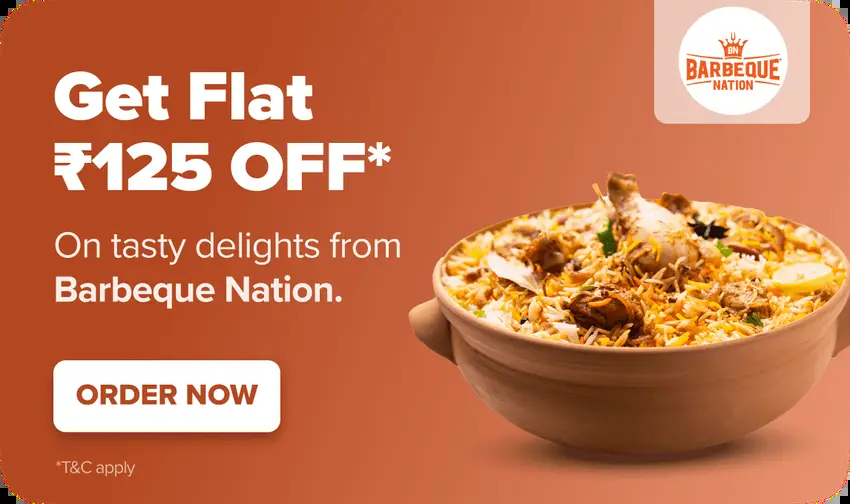 Get Flat
₹125 OFF*
On tasty delights from
Barbeque Nation.
ORDER NOW
*T&C apply
BN
BARBEQUE
NATION